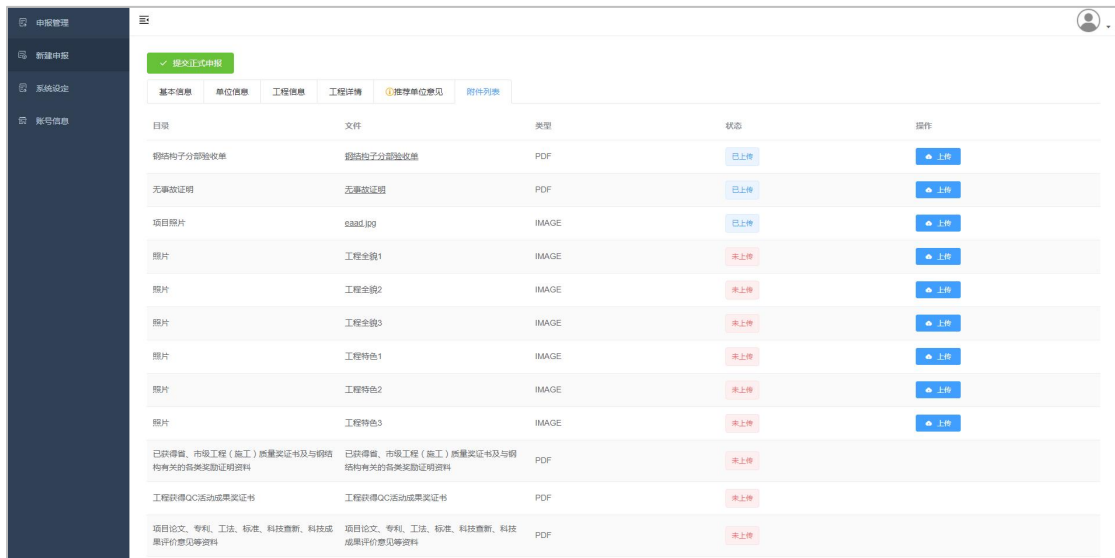 申报管理
新建申报
系统设定
账号信息
提交正式申报
基本信息 单位信息 工程信息 工程详情 推荐单位意见 附件列表
目录 文件 类型 状态 操作
钢结构子分部验收单 钢结构子分部验收单 PDF 已上传 上传
无事故证明 无事故证明 PDF 已上传 上传
项目照片 eaad.jpg IMAGE 已上传 上传
照片 工程全貌1 IMAGE 未上传 上传
照片 工程全貌2 IMAGE 未上传 上传
照片 工程全貌3 IMAGE 未上传 上传
照片 工程特色1 IMAGE 未上传 上传
照片 工程特色2 IMAGE 未上传 上传
照片 工程特色3 IMAGE 未上传 上传
已获得省、市级工程（施工）质量奖证书及与钢结 已获得省、市级工程（施工）质量奖证书及与钢
构有关的各类奖励证明资料 结构有关的各类奖励证明资料 PDF 未上传
工程获得QC活动成果奖证书 工程获得QC活动成果奖证书 PDF 未上传
项目论文、专利、工法、标准、科技查新、科技成 项目论文、专利、工法、标准、科技查新、科技
果评价意见等资料 成果评价意见等资料 PDF 未上传